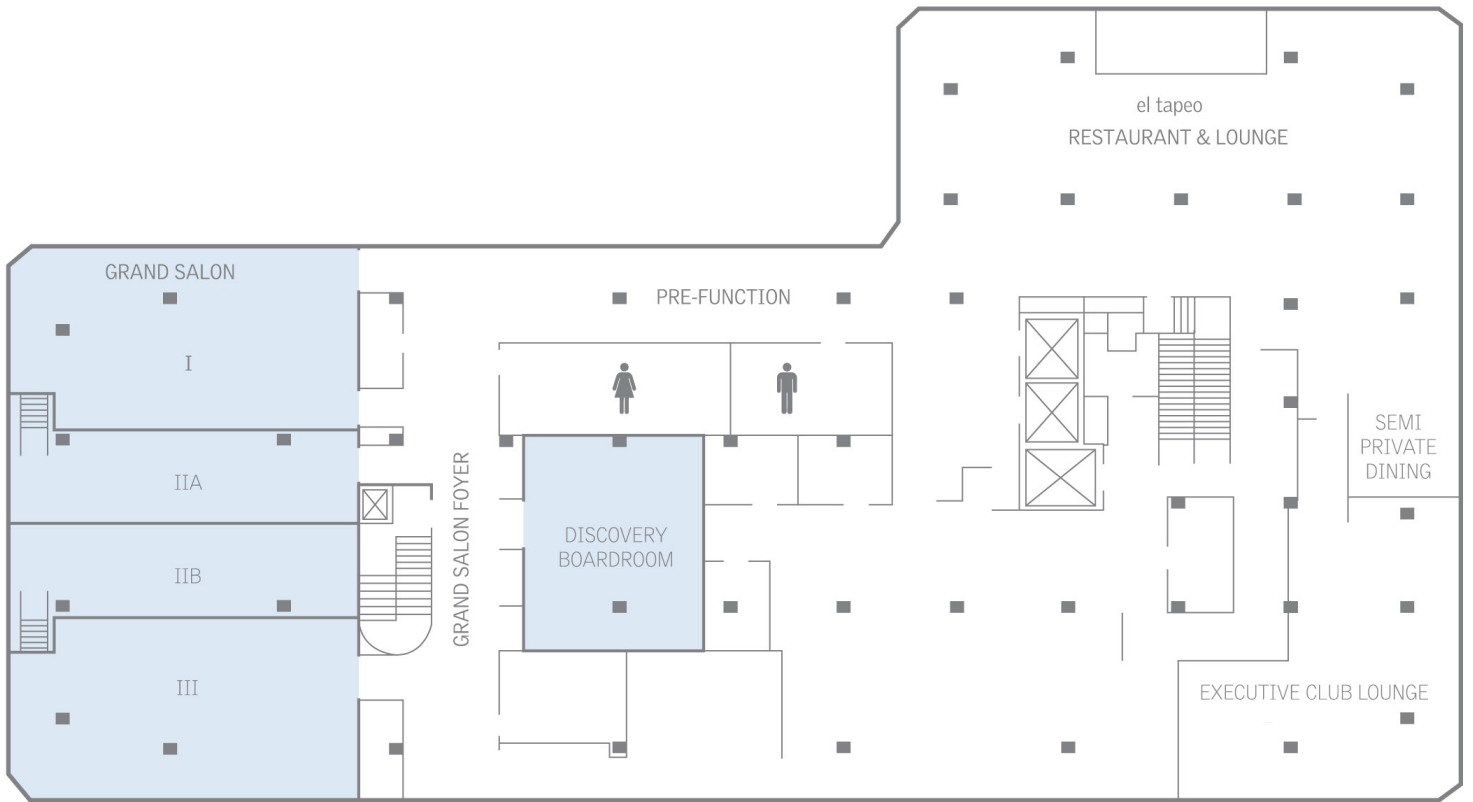 el tapeo
RESTAURANT & LOUNGE
GRAND SALON
PRE-FUNCTION
I
SEMI
PRIVATE
DINING
IIA
GRAND SALON FOYER
DISCOVERY
BOARDROOM
IIB
III
EXECUTIVE CLUB LOUNGE